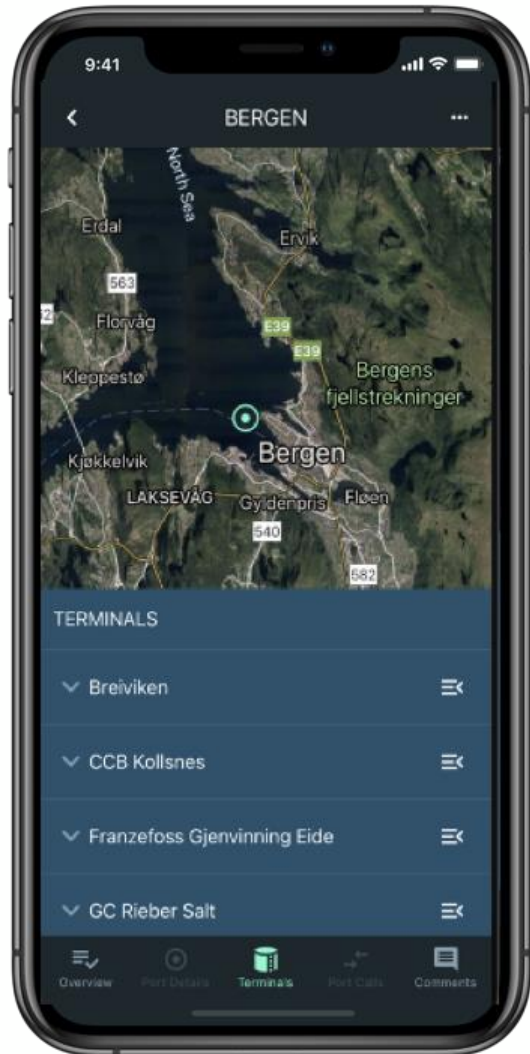 9:41
BERGEN
North Sea
Erdal
Ervik
563
Florvåg
E39
E39
Kleppestø
Bergens
fjellstrekninger
Bergen
Kjøkkelvik
LAKSEVÅG
Gyldenpris
Fløen
540
582
TERMINALS
Breiviken
CCB Kollsnes
Franzefoss Gjenvinning Eide
GC Rieber Salt
Overview
Port Details
Terminals
Port Calls
Comments